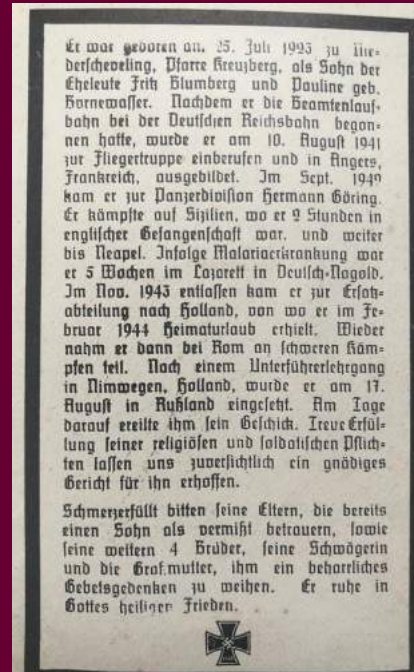 Er war geboren am 25. Juli 1923 zu Nie-
derscheveling, Pfarre Kreuzberg, als Sohn der
Eheleute Fritz Blumberg und Pauline geb.
Hornewasser. Nachdem er die Beamtenlauf-
bahn bei der Deutschen Reichsbahn begon-
nen hatte, wurde er am 10. August 1941
zur Fliegertruppe einberufen und in Angers,
Frankreich, ausgebildet. Im Sept.
kam er zur Panzerdivision Hermann Göring.
Er kämpfte auf Sizilien, wo er 9 Stunden in
englischer Gefangenschaft war. und weiter
bis Neapel. Infolge Malariaerkrankung war
er 5 Wochen im Lazarett in Deutsch-Nagold.
Im Nov. 1943 entlassen kam er zur Ersatz-
abteilung nach Holland, von wo er im Fe-
bruar 1944 Heimaturlaub erhielt. Wieder
nahm er dann bei Rom an schweren Käm-
pfen teil. Nach einem Unterführerlehrgang
in Nimwegen, Holland, wurde er am 17.
August in Rußland eingesetzt. Am Tage
darauf ereilte ihm sein Geschick. Treue Erfül-
lung seiner religiösen und soldatischen Pflich-
ten lassen uns zuversichtlich ein gnädiges
Gericht für ihn erhoffen.
Schmerzerfüllt bitten seine Eltern, die bereits
einen Sohn als vermißt betrauern, sowie
seine weitern 4 Brüder, seine Schwägerin
und die Großmutter, ihm ein beharrliches
Gebetsgedenken zu weihen. Er ruhe in
Gottes heiligem Frieden.